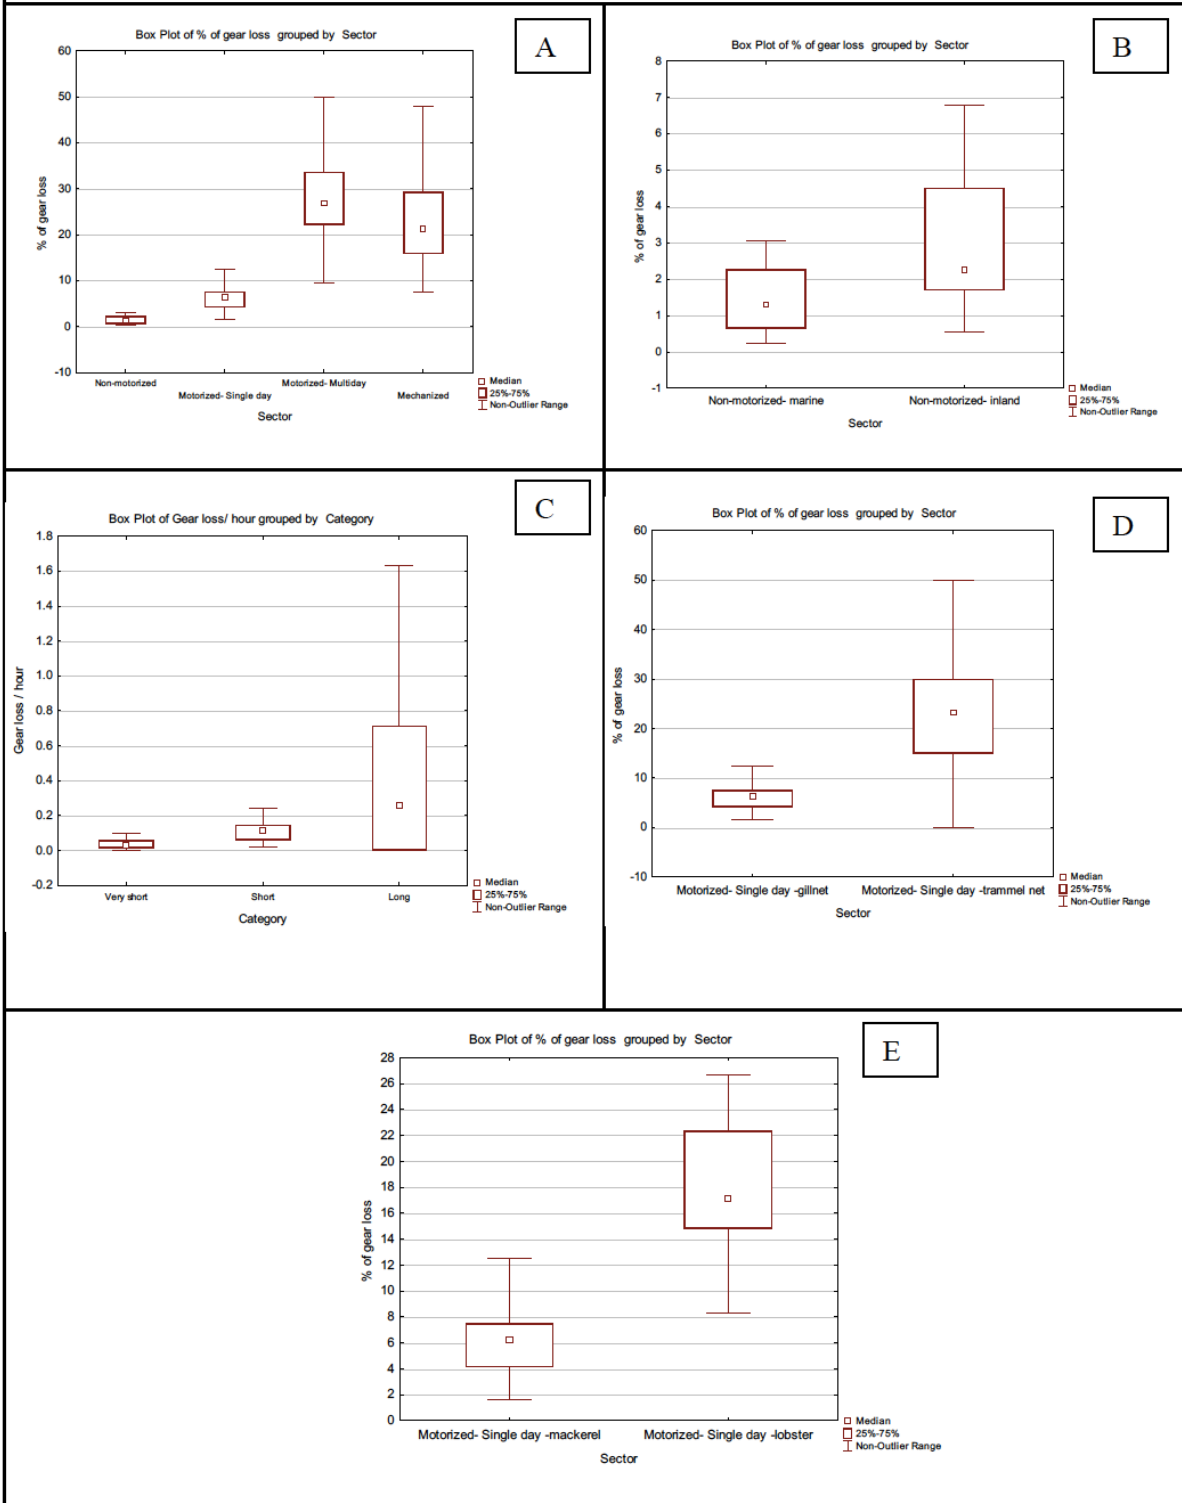 Box Plot of % of gear loss grouped by Sector
A
60
50
40
30
20
10
0
-10
% of gear loss
Non-motorized
Motorized- Single day
Motorized- Multiday
Mechanized
Sector
Median
25%-75%
Non-Outlier Range
Box Plot of % of gear loss grouped by Sector
B
8
7
6
5
4
3
2
1
0
-1
% of gear loss
Non-motorized- marine
Non-motorized- inland
Sector
Median
25%-75%
Non-Outlier Range
Box Plot of Gear loss/ hour grouped by Category
C
1.8
1.6
1.4
1.2
1.0
0.8
0.6
0.4
0.2
0.0
-0.2
Gear loss / hour
Very short
Short
Long
Category
Median
25%-75%
Non-Outlier Range
Box Plot of % of gear loss grouped by Sector
D
60
50
40
30
20
10
0
-10
% of gear loss
Motorized- Single day -gillnet
Motorized- Single day -trammel net
Sector
Median
25%-75%
Non-Outlier Range
Box Plot of % of gear loss grouped by Sector
E
28
26
24
22
20
18
16
14
12
10
8
6
4
2
0
% of gear loss
Motorized- Single day -mackerel
Motorized- Single day -lobster
Sector
Median
25%-75%
Non-Outlier Range